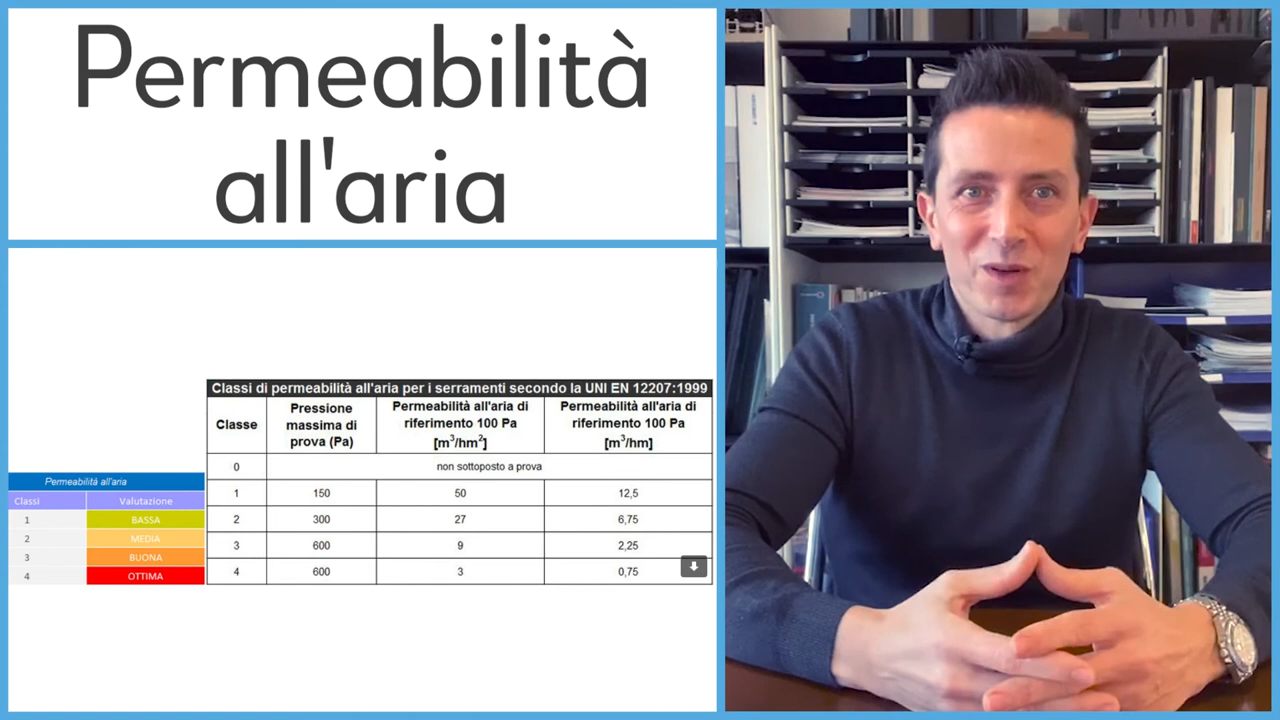 Permeabilità
all'aria
Permeabilità all'aria
Classi Valutazione
1 BASSA
2 MEDIA
3 BUONA
4 OTTIMA
Classi di permeabilità all'aria per i serramenti secondo la UNI EN 12207:1999
Classe
Pressione
massima di
prova (Pa)
Permeabilità all'aria di
riferimento 100 Pa
[m³/hm²]
Permeabilità all'aria di
riferimento 100 Pa
[m³/hm]
0 non sottoposto a prova
1 150 50 12,5
2 300 27 6,75
3 600 9 2,25
4 600 3 0,75